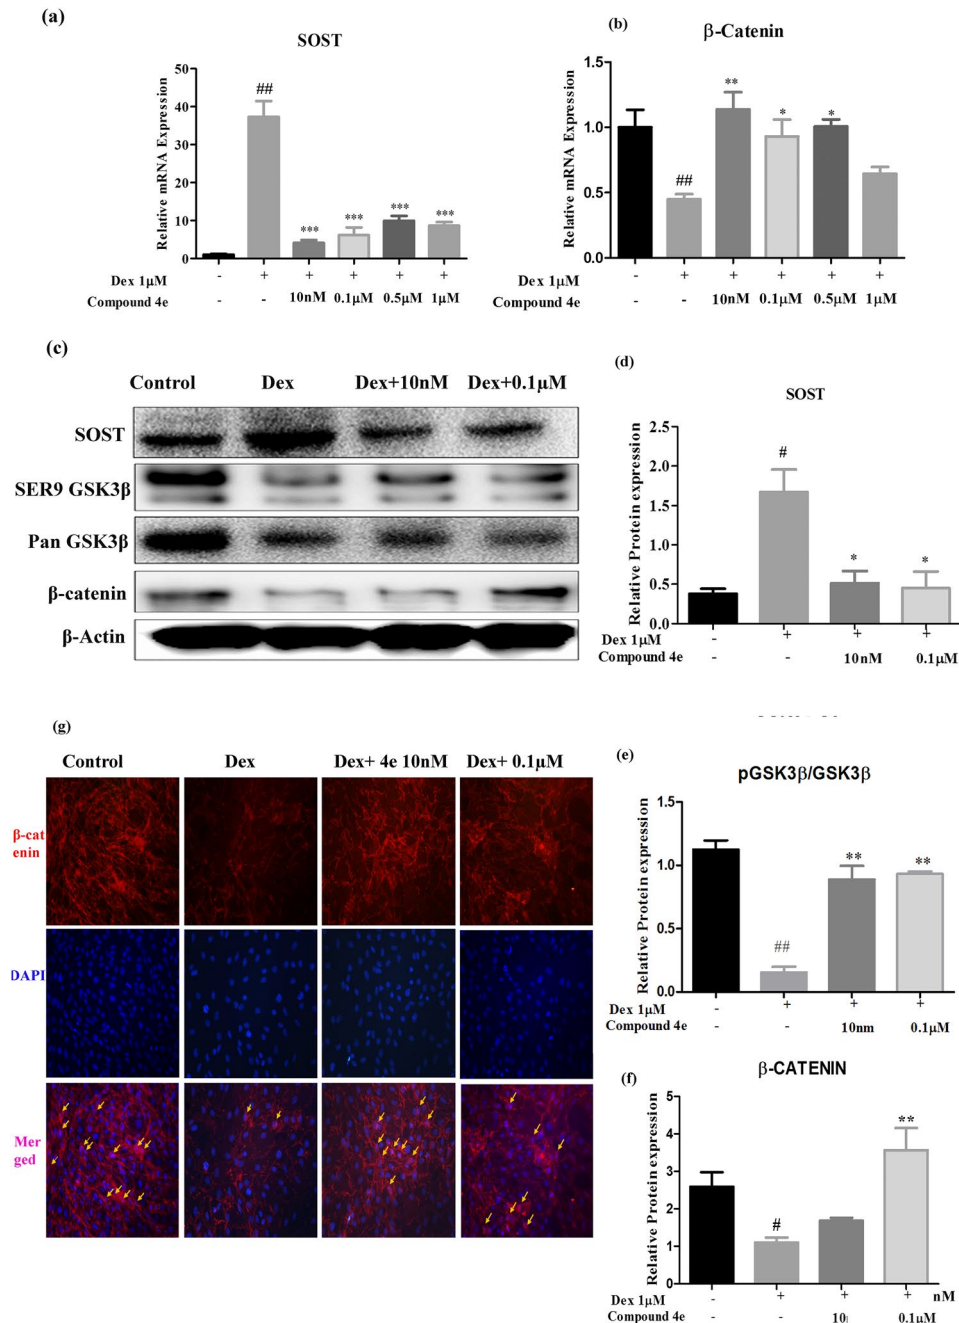 (a)
SOST
Relative mRNA Expression
50
40
30
20
10
0
##
***
***
***
***
Dex 1μM - + + + + +
Compound 4e - - 10nM 0.1μM 0.5μM 1μM
(b)
β-Catenin
Relative mRNA Expression
1.5
1.0
0.5
0.0
##
**
*
*
Dex 1μM - + + + + +
Compound 4e - - 10nM 0.1μM 0.5μM 1μM
(c)
Control Dex Dex+10nM Dex+0.1μM
SOST
SER9 GSK3β
Pan GSK3β
β-catenin
β-Actin
(d)
SOST
Relative Protein expression
2.5
2.0
1.5
1.0
0.5
0.0
#
*
*
Dex 1μM - + + +
Compound 4e - - 10nM 0.1μM
(g)
Control Dex Dex+ 4e 10nM Dex+ 0.1μM
β-cat
enin
DAPI
Mer
ged
(e)
pGSK3β/GSK3β
Relative Protein expression
1.5
1.0
0.5
0.0
##
**
**
Dex 1μM - + + +
Compound 4e - - 10nm 0.1μM
(f)
β-CATENIN
Relative Protein expression
5
4
3
2
1
0
#
**
Dex 1μM - + + + nM
Compound 4e - - 10 0.1μM